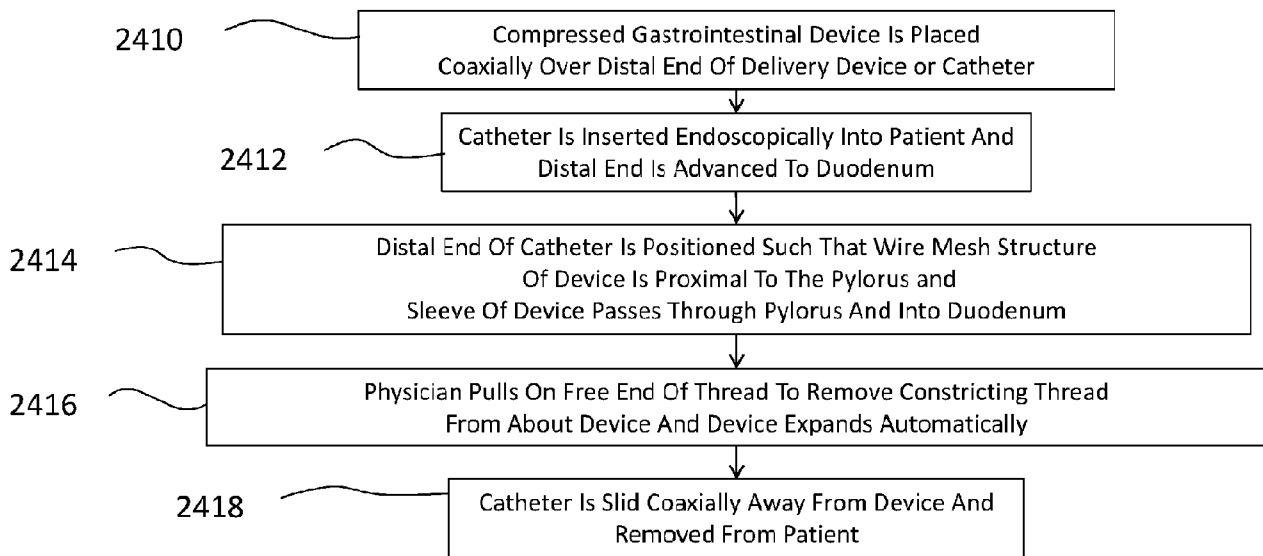 2410
Compressed Gastrointestinal Device Is Placed
Coaxially Over Distal End Of Delivery Device or Catheter
2412
Catheter Is Inserted Endoscopically Into Patient And
Distal End Is Advanced To Duodenum
2414
Distal End Of Catheter Is Positioned Such That Wire Mesh Structure
Of Device Is Proximal To The Pylorus and
Sleeve Of Device Passes Through Pylorus And Into Duodenum
2416
Physician Pulls On Free End Of Thread To Remove Constricting Thread
From About Device And Device Expands Automatically
2418
Catheter Is Slid Coaxially Away From Device And
Removed From Patient